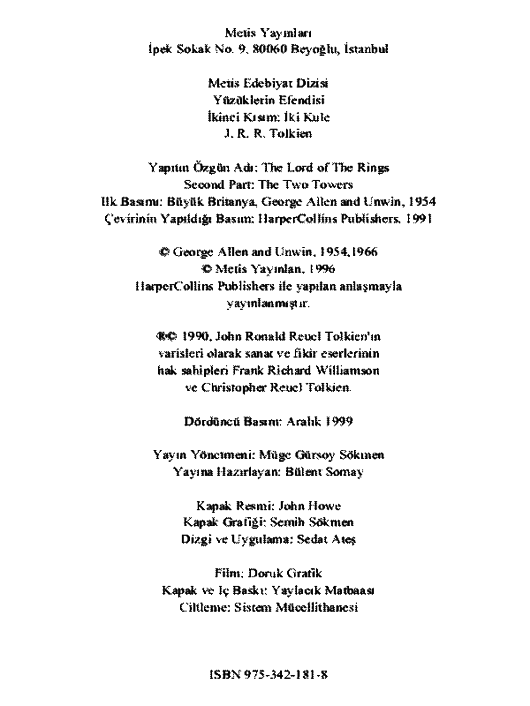 Metis Yayınları
İpek Sokak No. 9, 80060 Beyoğlu, İstanbul
Metis Edebiyat Dizisi
Yüzüklerin Efendisi
İkinci Kısım: İki Kule
J. R. R. Tolkien
Yapıtın Özgün Adı: The Lord of The Rings
Second Part: The Two Towers
Ilk Basımı: Büyük Britanya, George Allen and Unwin, 1954
Çevirinin Yapıldığı Basım: HarperCollins Publishers, 1991
© George Allen and Unwin, 1954,1966
© Metis Yayınlan, 1996
HarperCollins Publishers ile yapılan anlaşmayla
yayınlanmıştır.
®© 1990, John Ronald Reuel Tolkien'ın
varisleri olarak sanat ve fikir eserlerinin
hak sahipleri Frank Richard Williamson
ve Christopher Reuel Tolkien.
Dördüncü Basım: Aralık 1999
Yayın Yönetmeni: Müge Gürsoy Sökmen
Yayına Hazırlayan: Bülent Somay
Kapak Resmi: John Howe
Kapak Grafiği: Semih Sökmen
Dizgi ve Uygulama: Sedat Ateş
Film: Doruk Grafik
Kapak ve Iç Baskı: Yaylacık Matbaası
Ciltleme: Sistem Mücellithanesi
ISBN 975-342-181-8